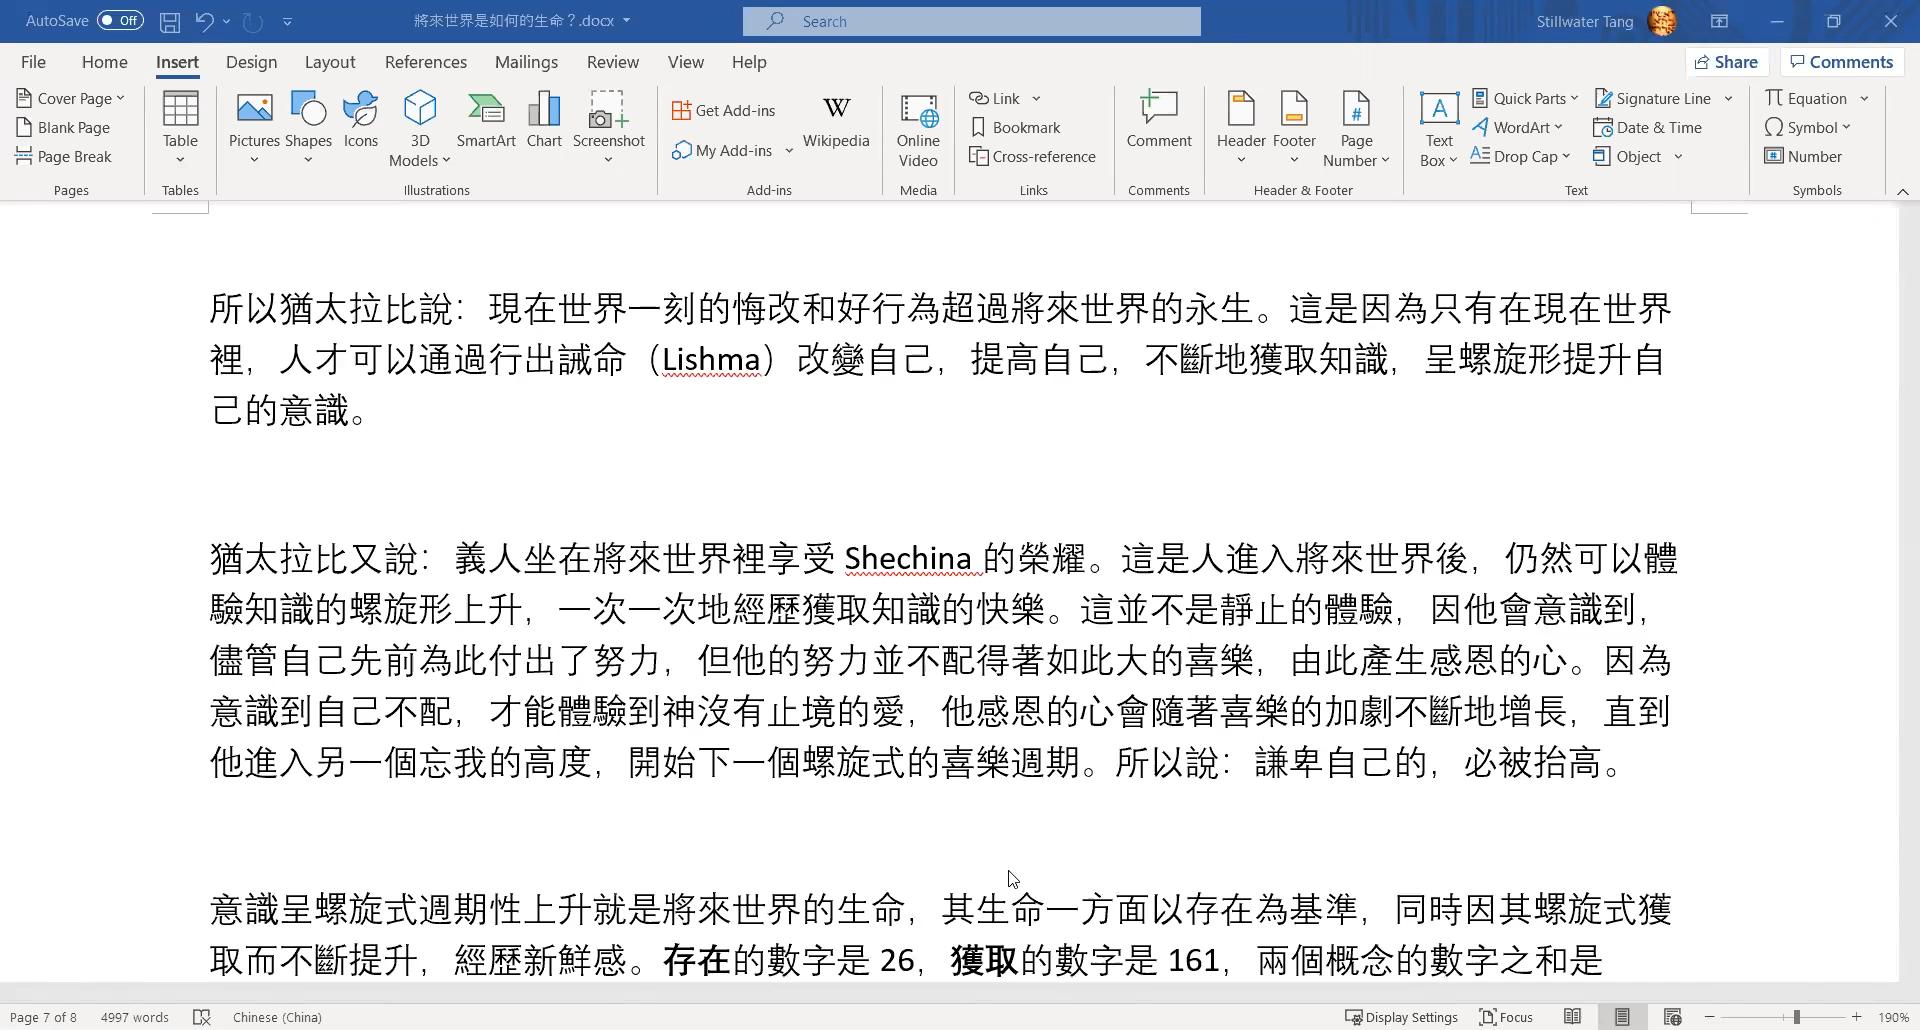 AutoSave Off 將來世界是如何的生命？.docx Search Stillwater Tang
File Home Insert Design Layout References Mailings Review View Help Share Comments
Cover Page
Blank Page
Page Break
Pages
Table
Tables
Pictures Shapes Icons 3D Models SmartArt Chart Screenshot
Illustrations
Get Add-ins
My Add-ins
Wikipedia
Add-ins
Online Video
Media
Link
Bookmark
Cross-reference
Links
Comment
Comments
Header Footer Page Number
Header & Footer
Text Box
Quick Parts
WordArt
Drop Cap
Signature Line
Date & Time
Object
Text
Equation
Symbol
Number
Symbols
所以猶太拉比說：現在世界一刻的悔改和好行為超過將來世界的永生。這是因為只有在現在世界
裡，人才可以通過行出誡命（Lishma）改變自己，提高自己，不斷地獲取知識，呈螺旋形提升自
己的意識。
猶太拉比又說：義人坐在將來世界裡享受 Shechina 的榮耀。這是人進入將來世界後，仍然可以體
驗知識的螺旋形上升，一次一次地經歷獲取知識的快樂。這並不是靜止的體驗，因他會意識到，
儘管自己先前為此付出了努力，但他的努力並不配得著如此大的喜樂，由此產生感恩的心。因為
意識到自己不配，才能體驗到神沒有止境的愛，他感恩的心會隨著喜樂的加劇不斷地增長，直到
他進入另一個忘我的高度，開始下一個螺旋式的喜樂週期。所以說：謙卑自己的，必被抬高。
意識呈螺旋式週期性上升就是將來世界的生命，其生命一方面以存在為基準，同時因其螺旋式獲
取而不斷提升，經歷新鮮感。存在的數字是 26，獲取的數字是 161，兩個概念的數字之和是
Page 7 of 8 4997 words Chinese (China) Display Settings Focus 190%